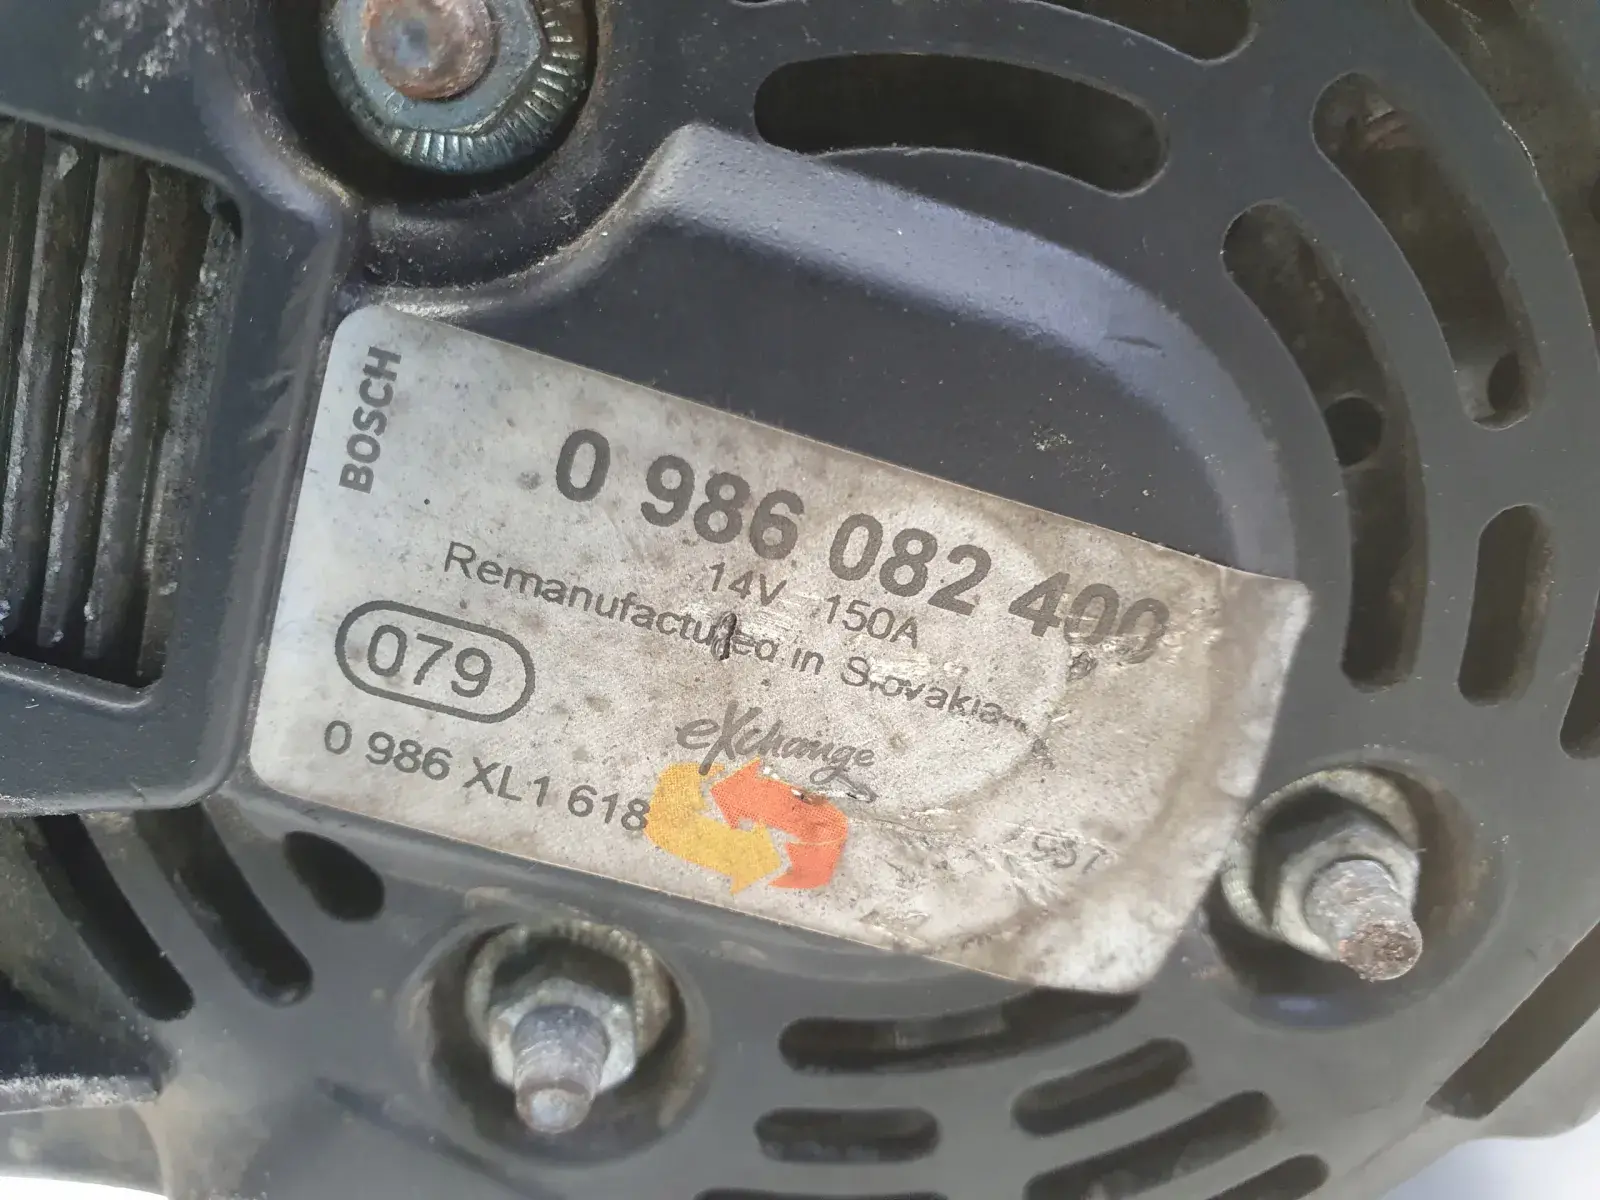 BOSCH
0 986 082 400
14V 150A
Remanufactured in Slovakia
079
eXchange
0 986 XL1 618